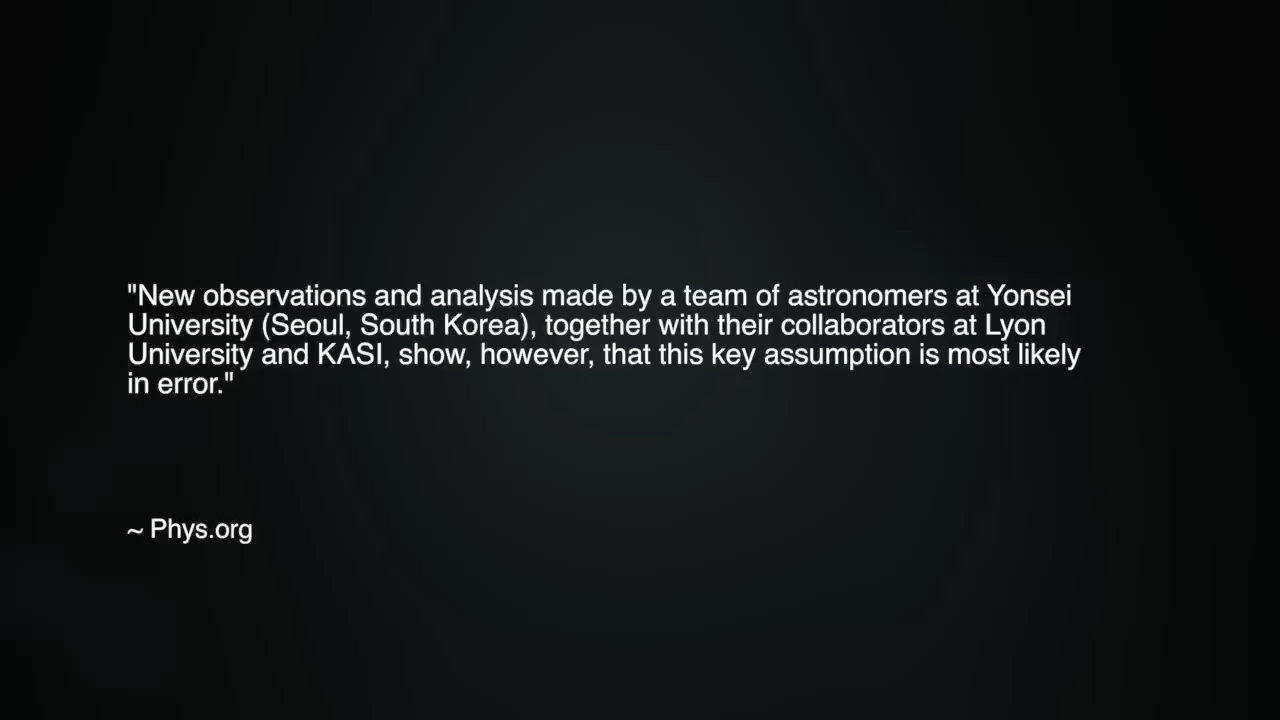 "New observations and analysis made by a team of astronomers at Yonsei
University (Seoul, South Korea), together with their collaborators at Lyon
University and KASI, show, however, that this key assumption is most likely
in error."
~ Phys.org